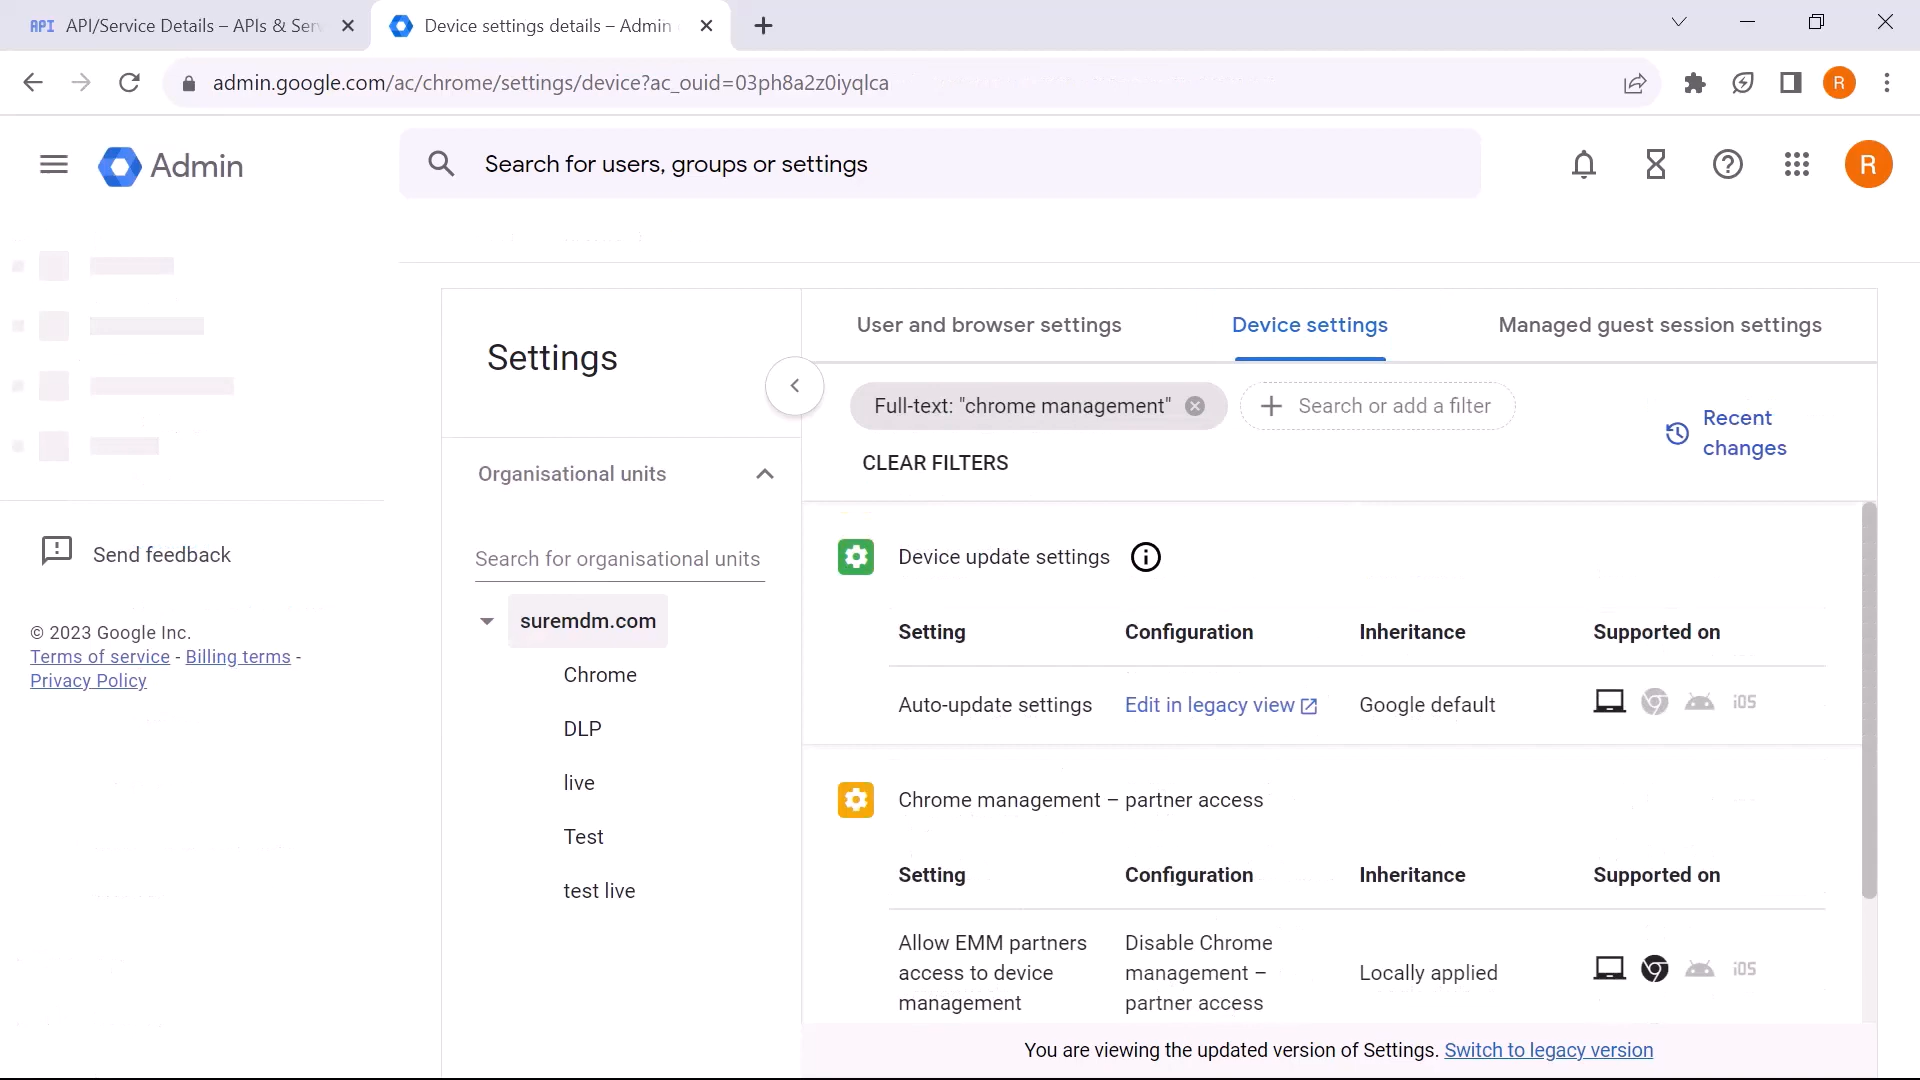 API API/Service Details – APIs & Serv
Device settings details – Admin
admin.google.com/ac/chrome/settings/device?ac_ouid=03ph8a2z0iyqlca
R
Admin
Search for users, groups or settings
R
Settings
User and browser settings
Device settings
Managed guest session settings
Full-text: "chrome management"
Search or add a filter
Recent
changes
CLEAR FILTERS
Organisational units
Search for organisational units
suremdm.com
Chrome
DLP
live
Test
test live
Send feedback
© 2023 Google Inc.
Terms of service - Billing terms -
Privacy Policy
Device update settings
Setting Configuration Inheritance Supported on
Auto-update settings Edit in legacy view Google default iOS
Chrome management – partner access
Setting Configuration Inheritance Supported on
Allow EMM partners
access to device
management
Disable Chrome
management –
partner access
Locally applied
iOS
You are viewing the updated version of Settings. Switch to legacy version